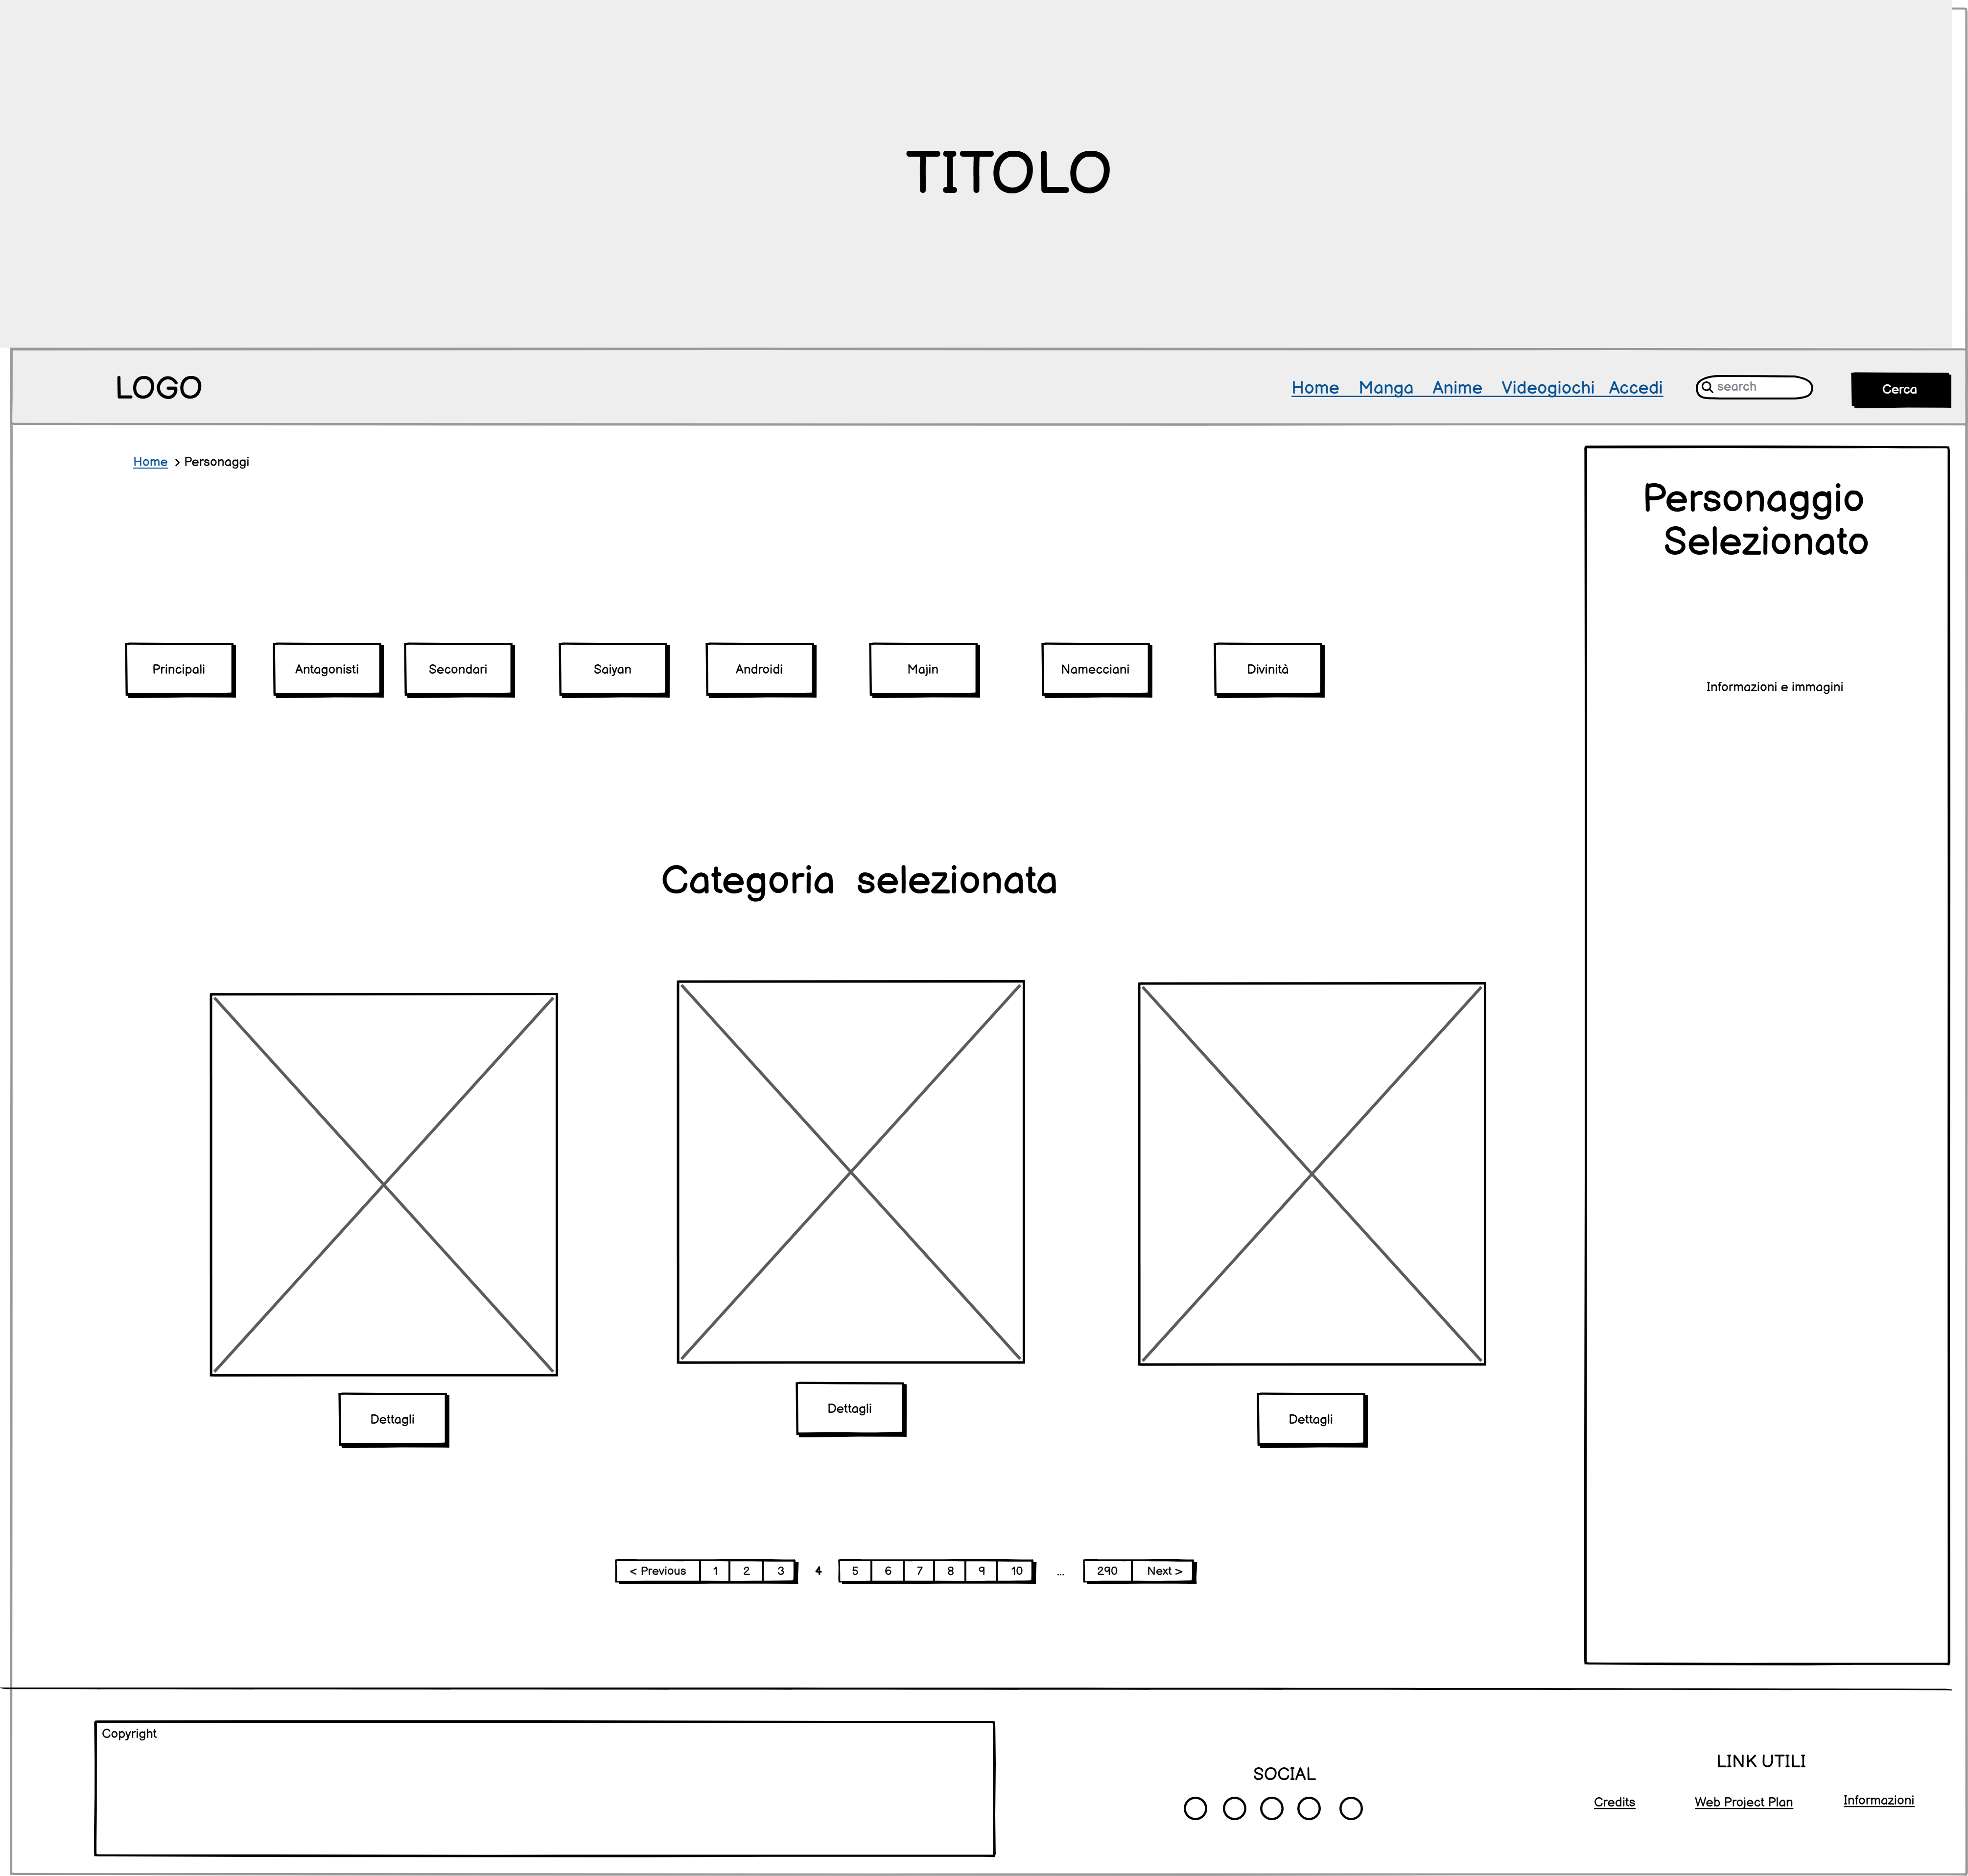 TITOLO
LOGO
Home Manga Anime Videogiochi Accedi
search
Cerca
Home > Personaggi
Personaggio
Selezionato
Informazioni e immagini
Principali
Antagonisti
Secondari
Saiyan
Androidi
Majin
Namecciani
Divinità
Categoria selezionata
Dettagli
Dettagli
Dettagli
< Previous 1 2 3 4 5 6 7 8 9 10 ... 290 Next >
Copyright
SOCIAL
LINK UTILI
Credits
Web Project Plan
Informazioni